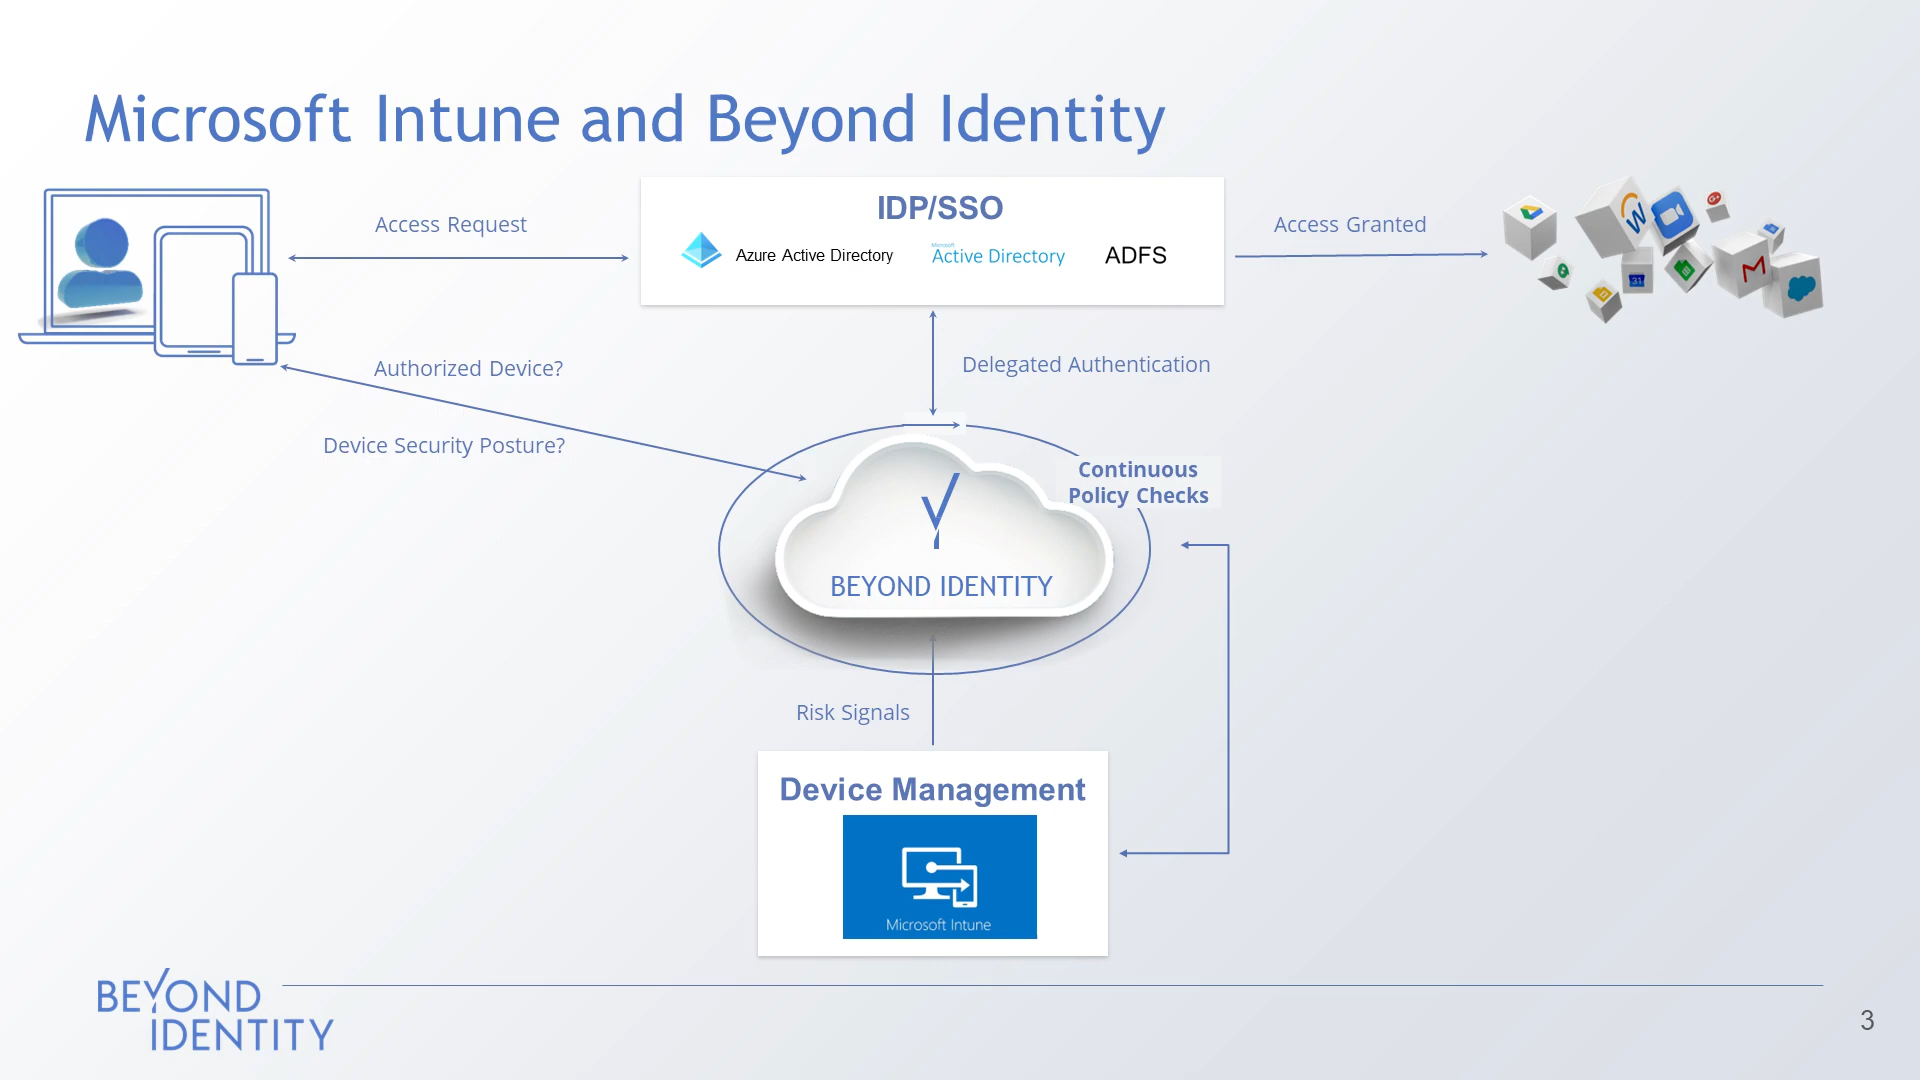 Microsoft Intune and Beyond Identity
IDP/SSO
Access Request
Access Granted
Azure Active Directory
Microsoft
Active Directory
ADFS
31
Authorized Device?
Delegated Authentication
Device Security Posture?
Continuous
Policy Checks
BEYOND IDENTITY
Risk Signals
Device Management
Microsoft Intune
BEYOND
IDENTITY
3